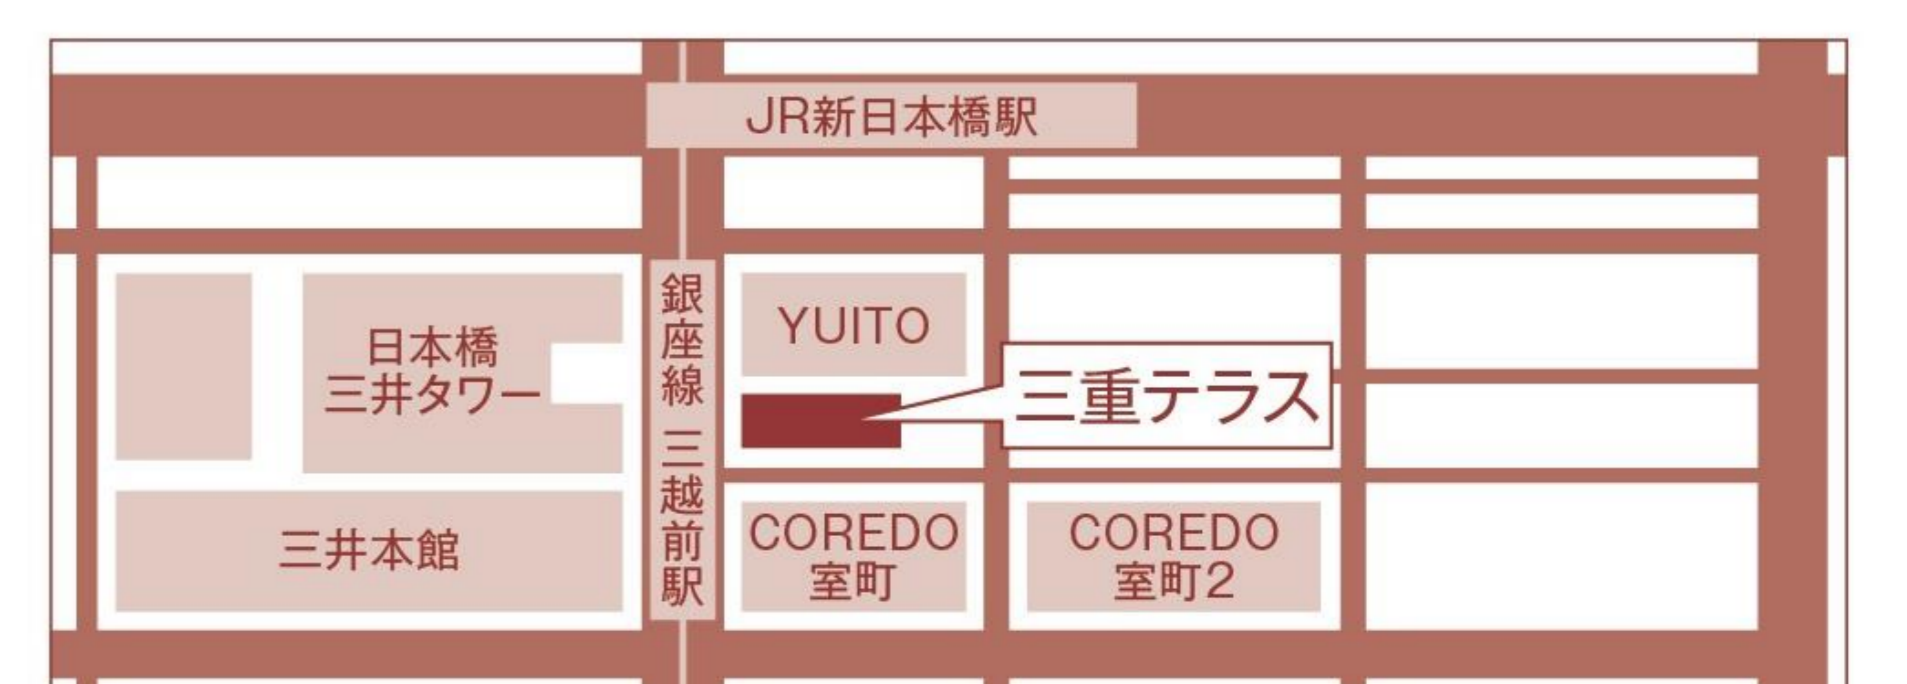 JR新日本橋駅
銀座線 三越前駅
日本橋
三井タワー
YUITO
三重テラス
三井本館
COREDO
室町
COREDO
室町2